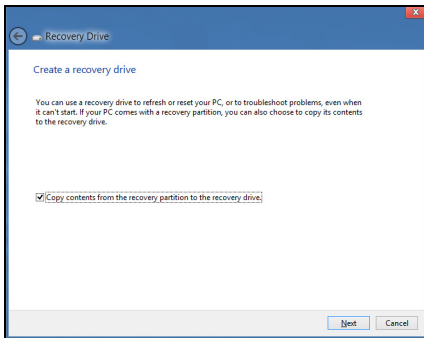 x
Recovery Drive
Create a recovery drive
You can use a recovery drive to refresh or reset your PC, or to troubleshoot problems, even when
it can't start. If your PC comes with a recovery partition, you can also choose to copy its contents
to the recovery drive.
Copy contents from the recovery partition to the recovery drive.
Next Cancel